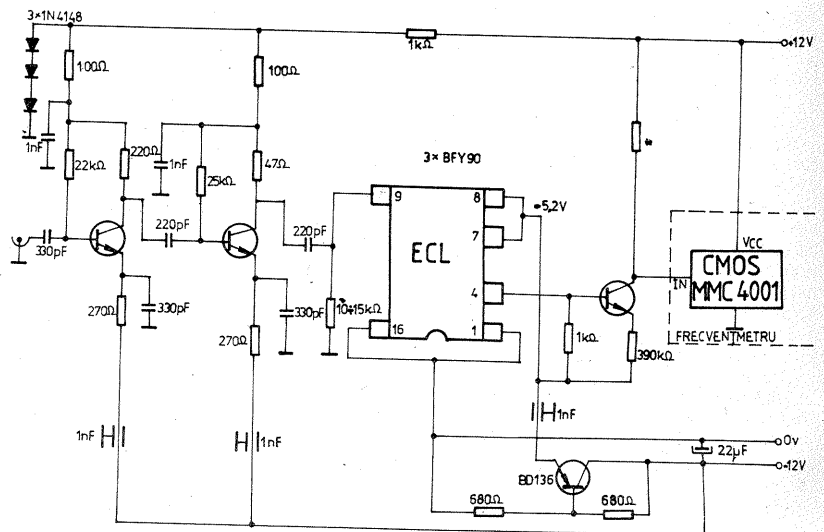 3×1N4148
100Ω
100Ω
1kΩ
+12V
1nF
22kΩ
220Ω
1nF
25kΩ
47Ω
3×BFY90
*
330pF
220pF
220pF
9
8
7
4
16
1
ECL
*5,2V
VCC
CMOS
MMC4001
IN
FRECVENTMETRU
270Ω
330pF
270Ω
330pF
10÷15kΩ
1kΩ
390kΩ
1nF
1nF
1nF
0v
22µF
-12V
BD136
680Ω
680Ω